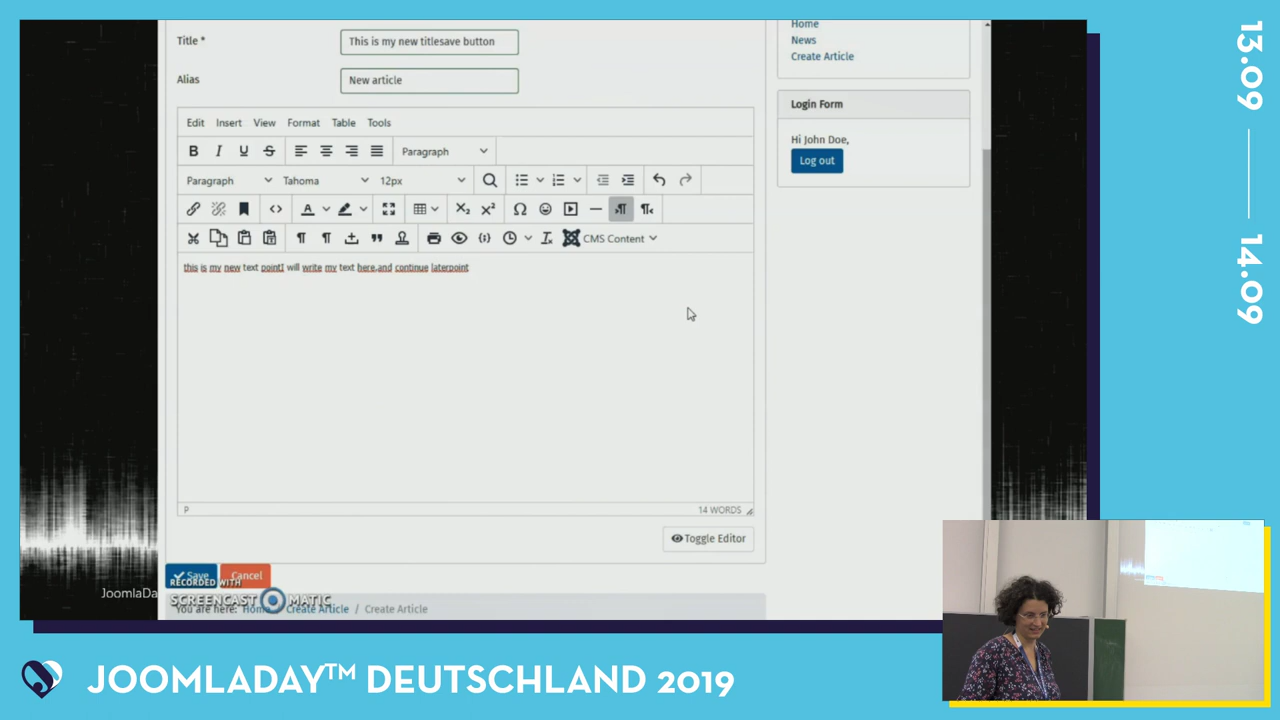 Title *
This is my new titlesave button
Alias
New article
Edit Insert View Format Table Tools
Paragraph
Paragraph Tahoma 12px
CMS Content
this is my new text pointI will write my text here,and continue laterpoint
P
14 WORDS
Toggle Editor
Save Cancel
RECORDED WITH
SCREENCAST MATIC
You are here: Home / Create Article / Create Article
Home
News
Create Article
Login Form
Hi John Doe,
Log out
JoomlaDa
13.09
14.09
JOOMLADAY™ DEUTSCHLAND 2019